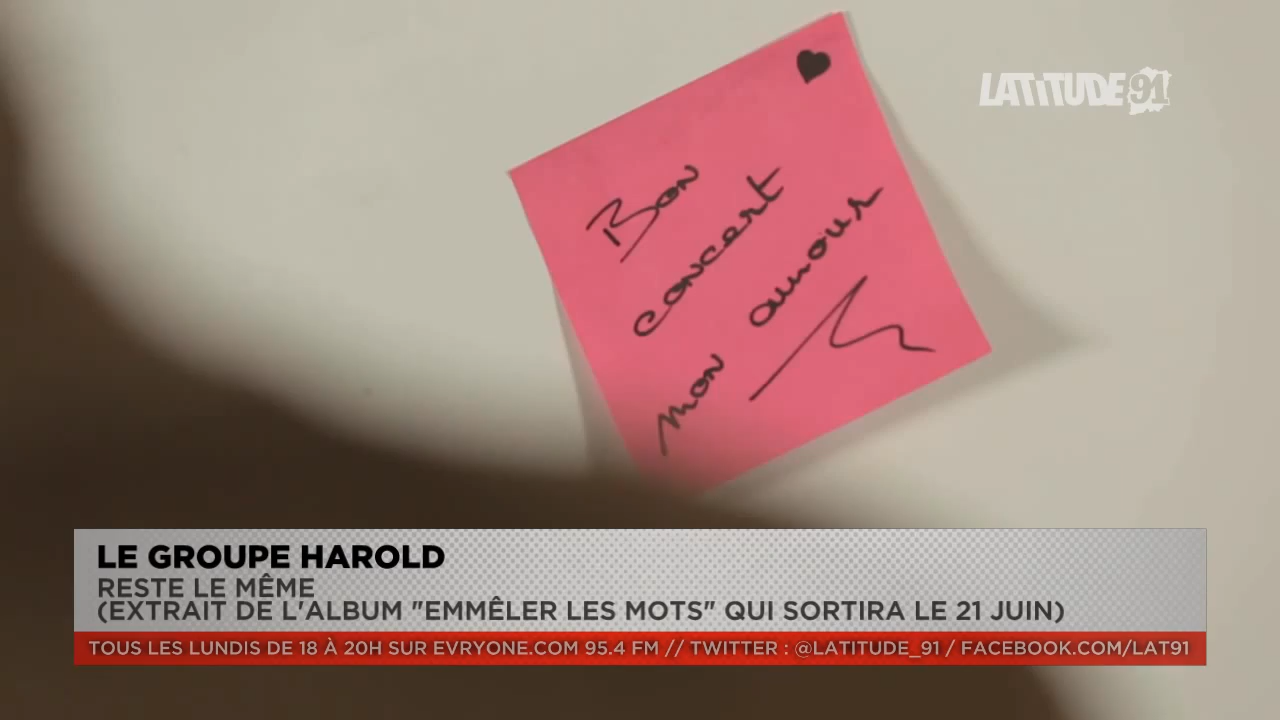 LATITUDE 91
Bon
concert
mon amour
LE GROUPE HAROLD
RESTE LE MÊME
(EXTRAIT DE L'ALBUM "EMMÊLER LES MOTS" QUI SORTIRA LE 21 JUIN)
TOUS LES LUNDIS DE 18 À 20H SUR EVRYONE.COM 95.4 FM // TWITTER : @LATITUDE_91 / FACEBOOK.COM/LAT91